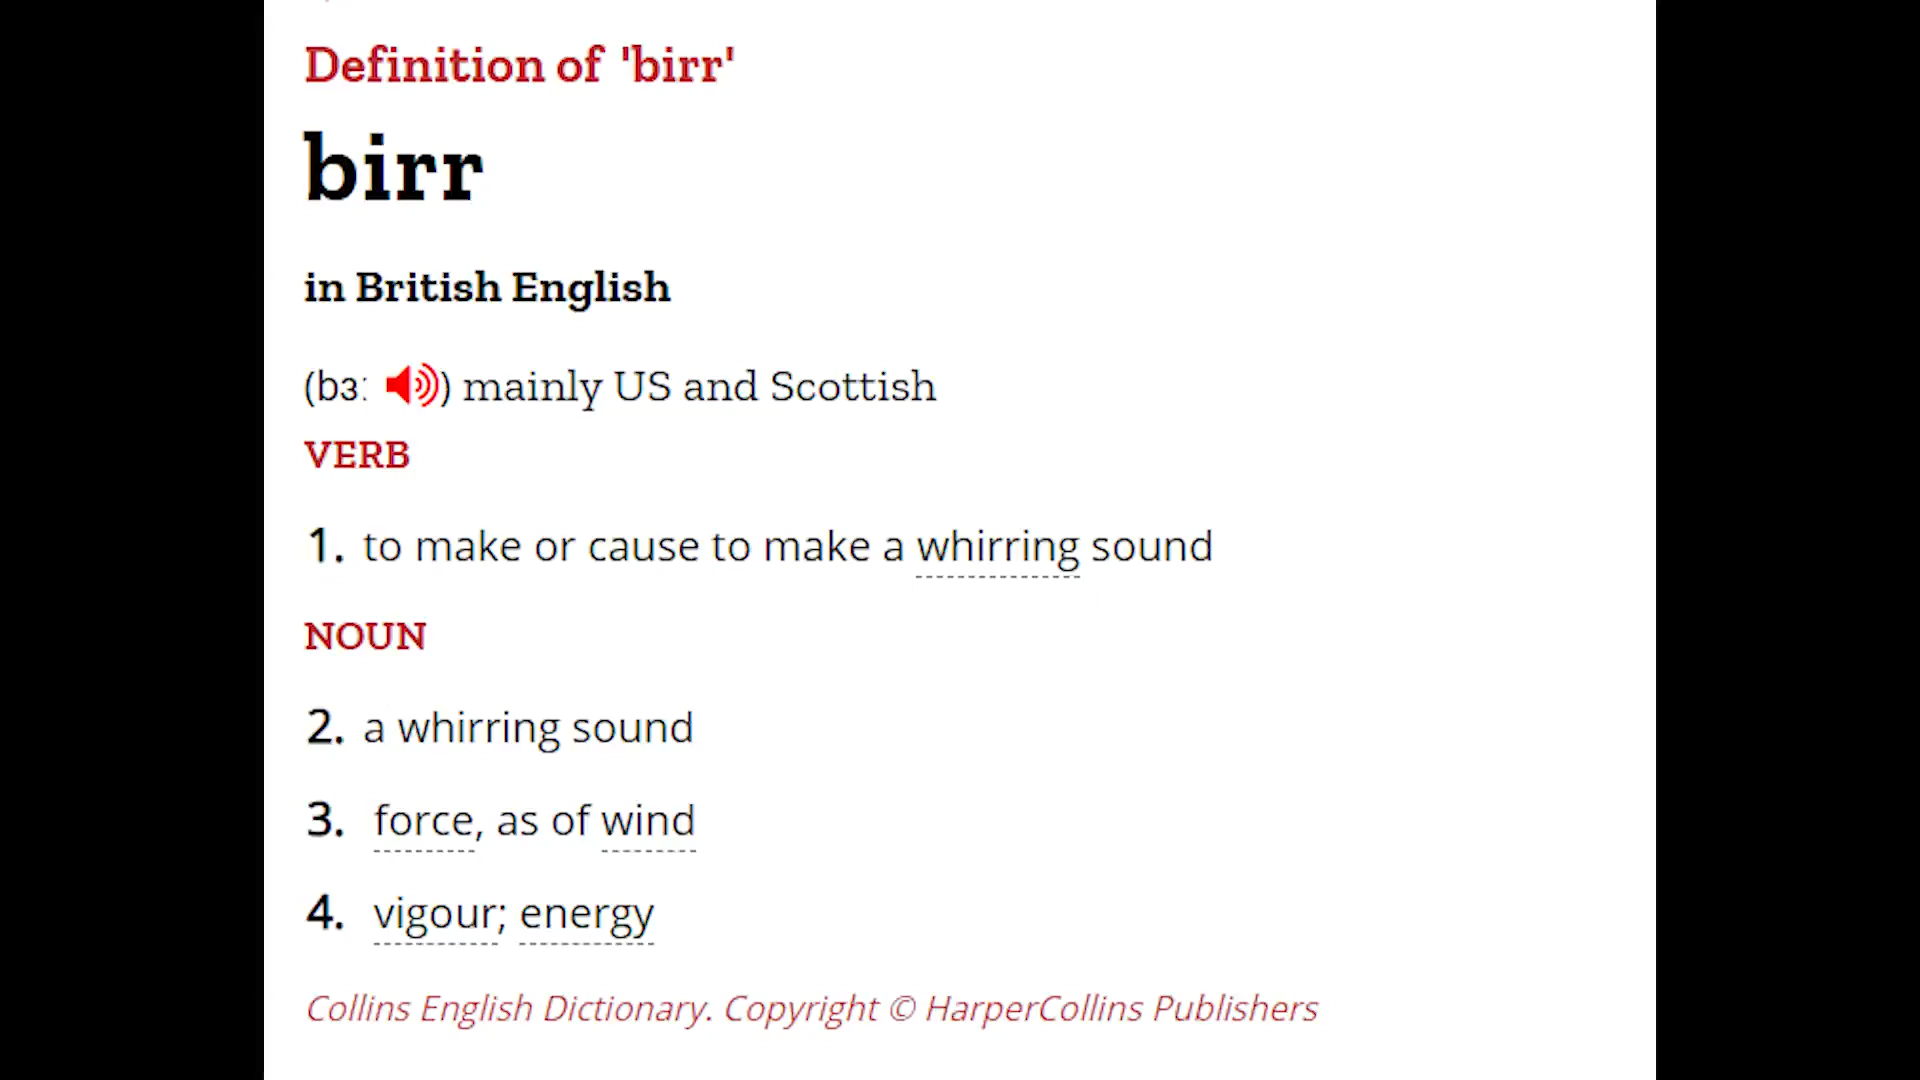 Definition of 'birr'
birr
in British English
(bɜː ) mainly US and Scottish
VERB
1. to make or cause to make a whirring sound
NOUN
2. a whirring sound
3. force, as of wind
4. vigour; energy
Collins English Dictionary. Copyright © HarperCollins Publishers